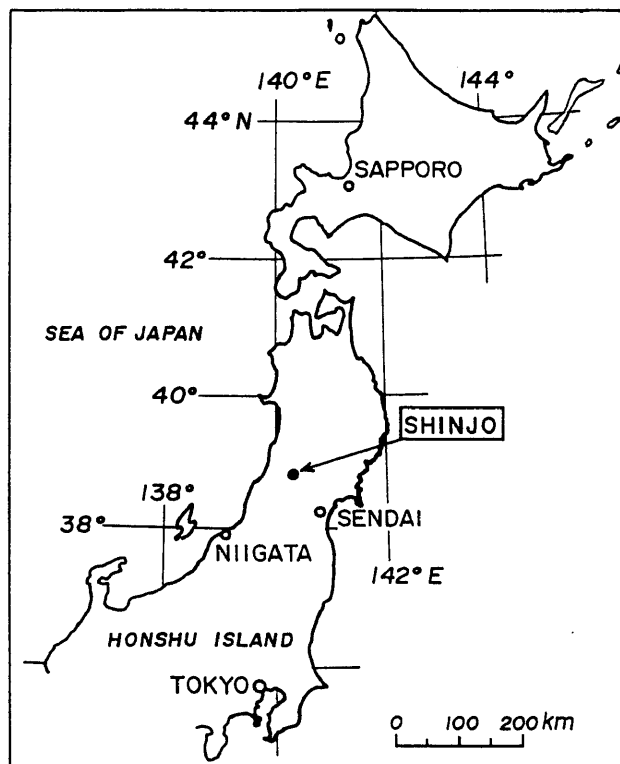 140° E
144°
44° N
SAPPORO
42°
SEA OF JAPAN
40°
SHINJO
138°
38°
SENDAI
NIIGATA
142° E
HONSHU ISLAND
TOKYO
0 100 200 km